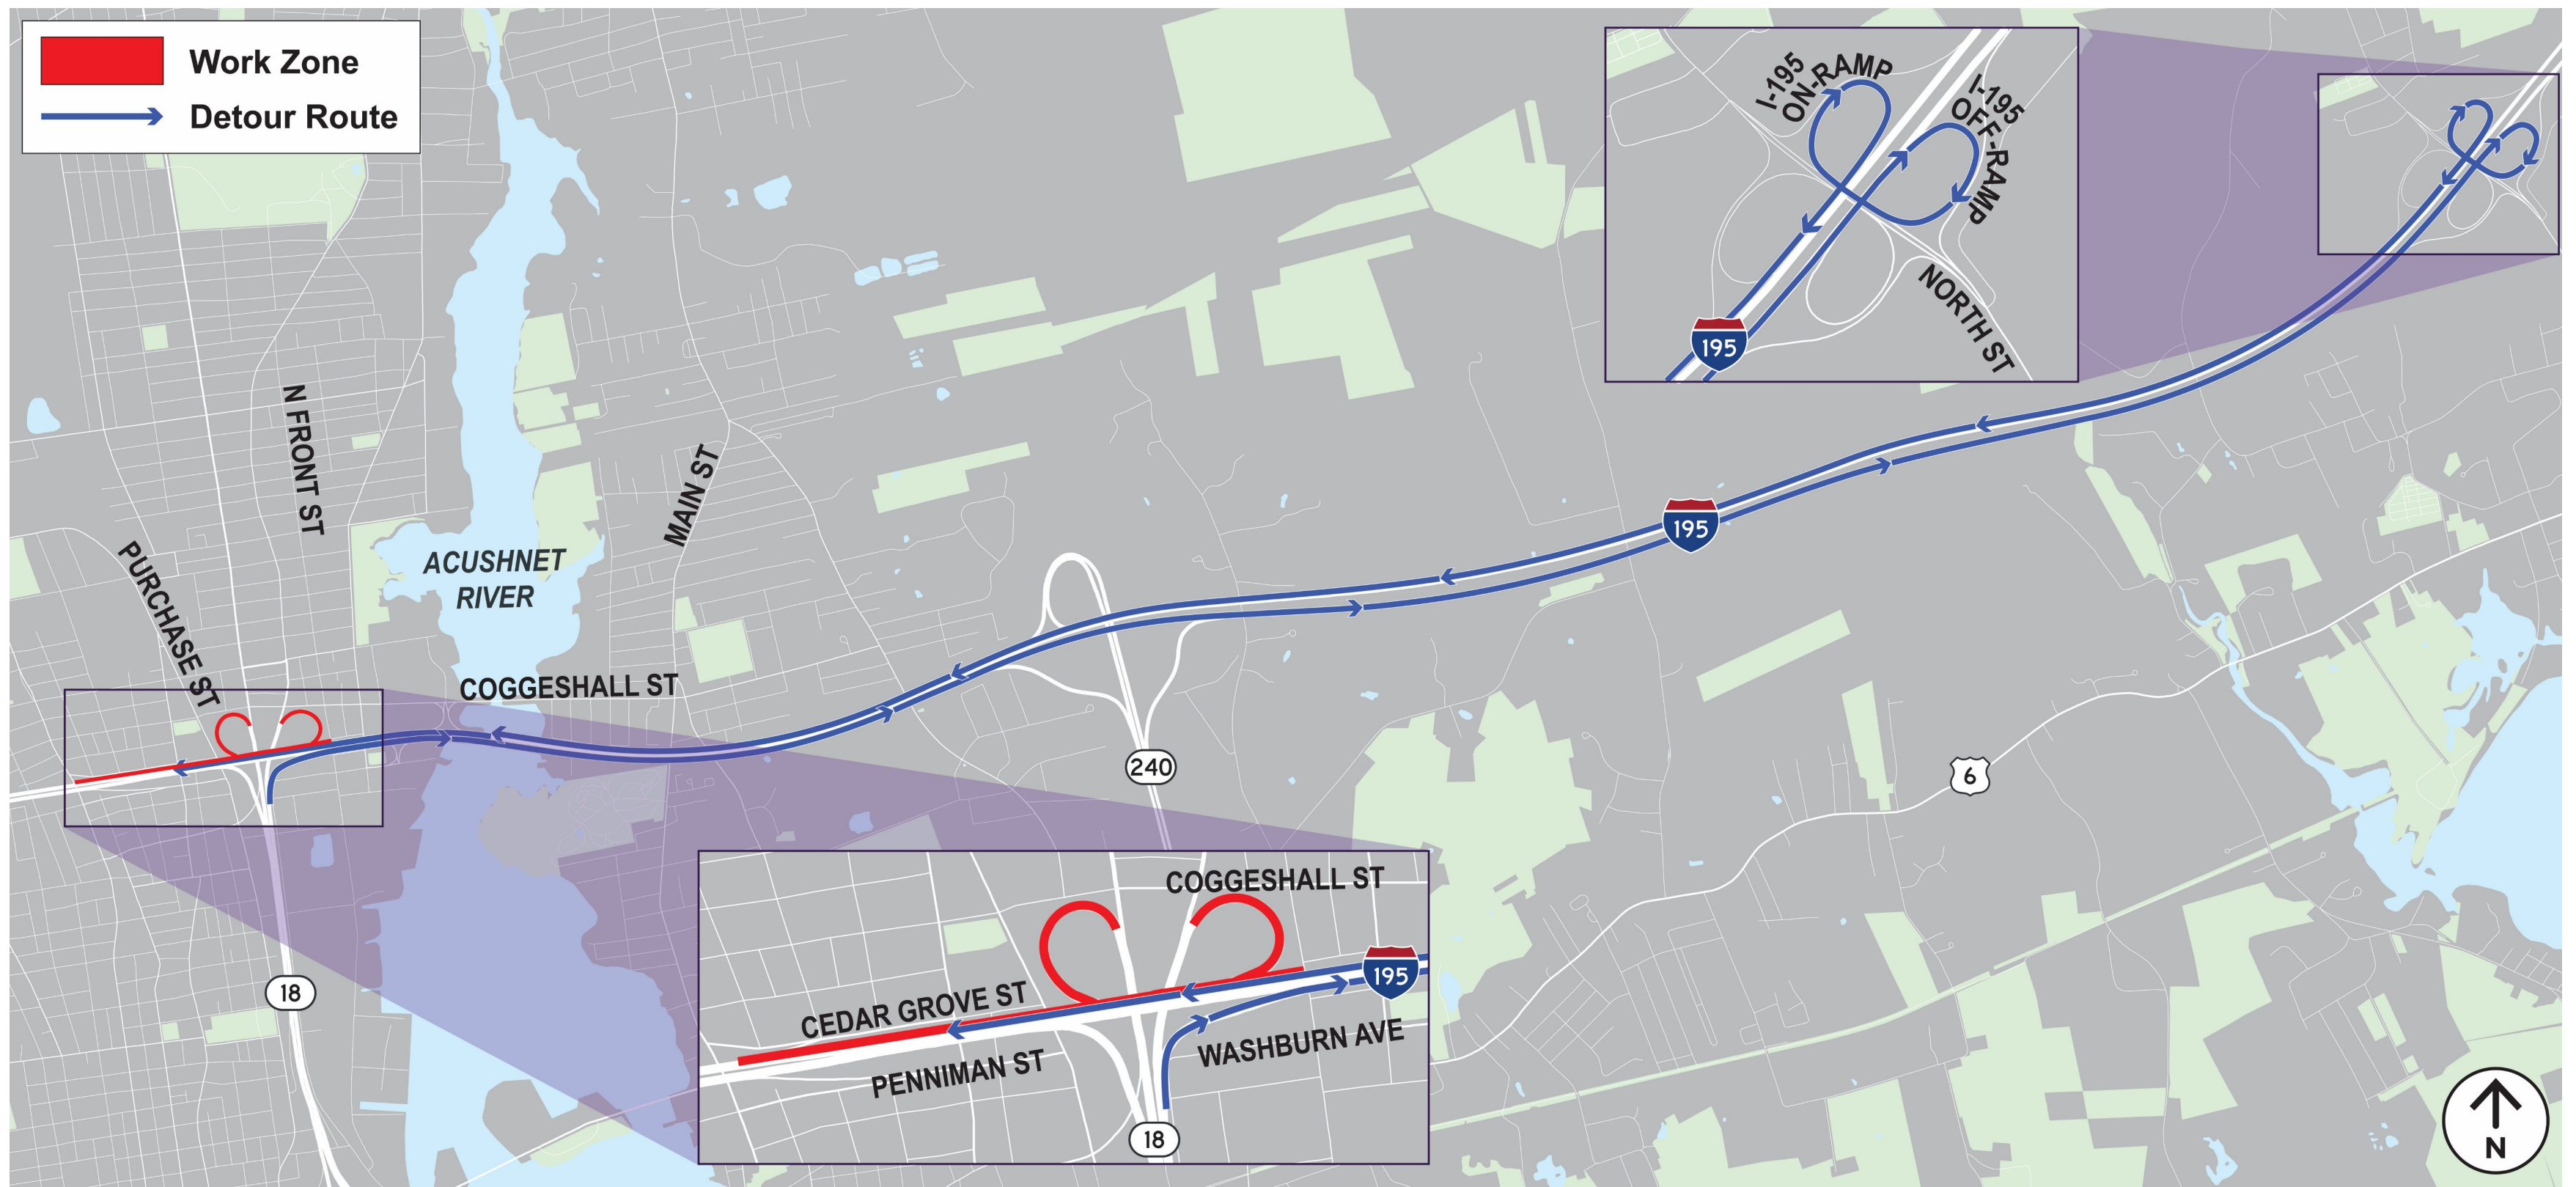 Work Zone
Detour Route
I-195
ON-RAMP
I-195
OFF-RAMP
NORTH ST
195
N FRONT ST
MAIN ST
PURCHASE ST
ACUSHNET
RIVER
195
COGGESHALL ST
240
6
18
COGGESHALL ST
195
CEDAR GROVE ST
WASHBURN AVE
PENNIMAN ST
18
N